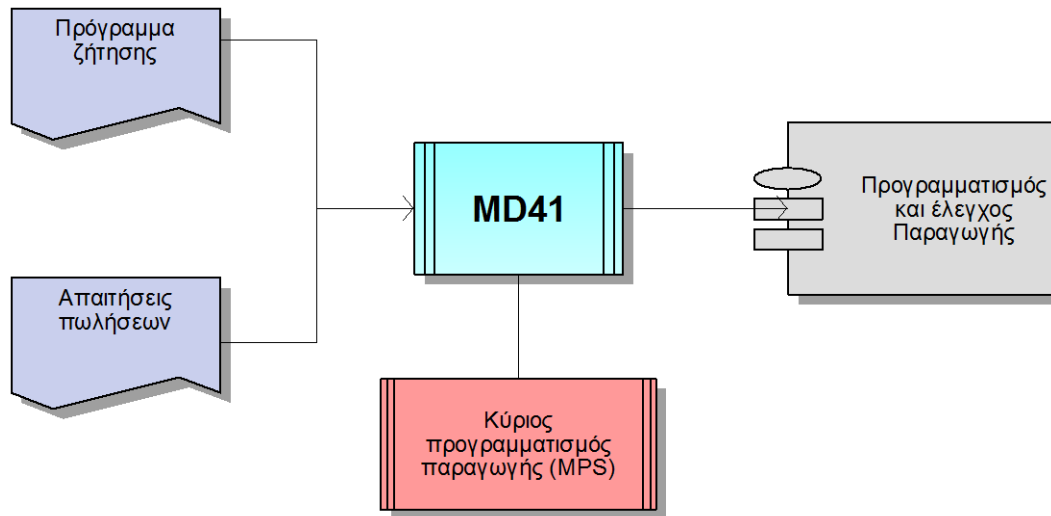 Πρόγραμμα
ζήτησης
MD41
Προγραμματισμός
και έλεγχος
Παραγωγής
Απαιτήσεις
πωλήσεων
Κύριος
προγραμματισμός
παραγωγής (MPS)